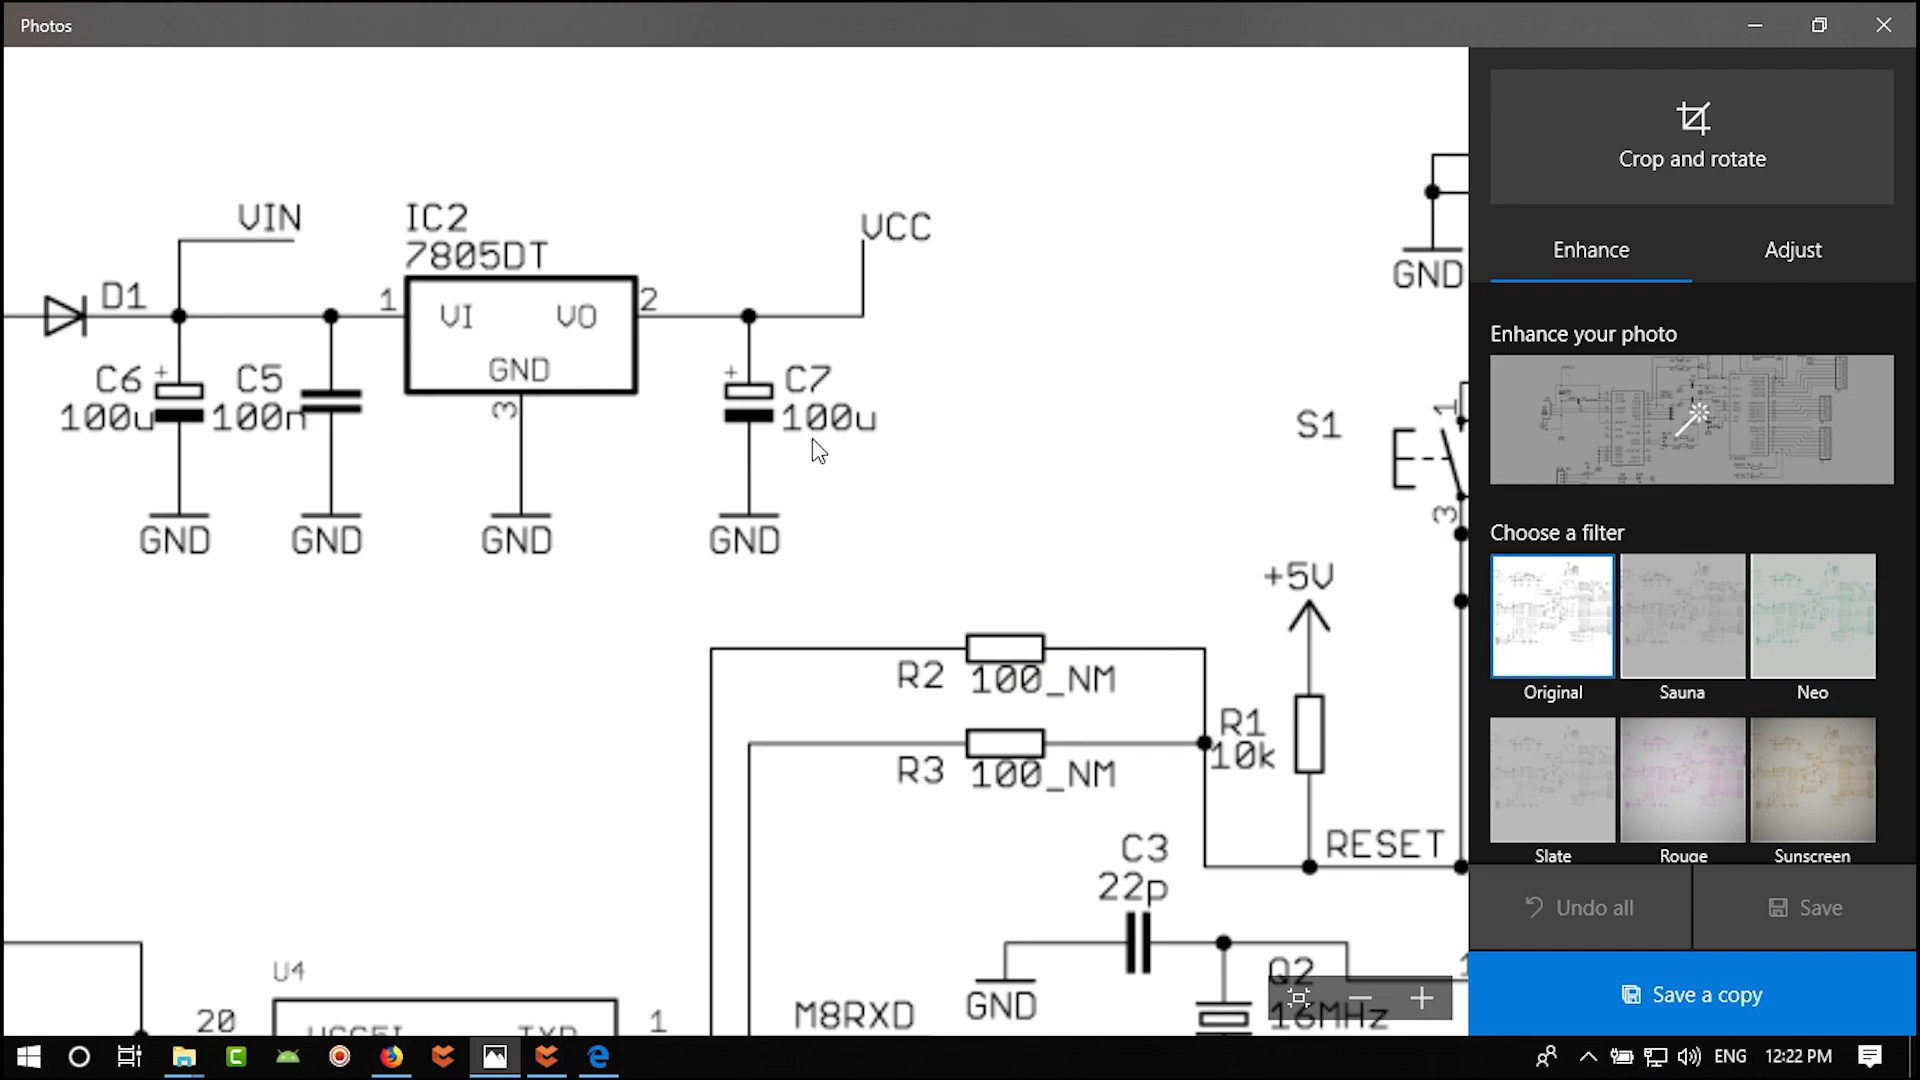 Photos
VIN
IC2
7805DT
VCC
D1
1
VI
VO
2
GND
3
C6
+
100u
C5
100n
+
C7
100u
GND
GND
GND
GND
GND
S1
1
3
+5V
R2
100_NM
R3
100_NM
R1
10k
RESET
C3
22p
GND
Q2
16MHz
M8RXD
U4
20
1
Crop and rotate
Enhance
Adjust
Enhance your photo
Choose a filter
Original
Sauna
Neo
Slate
Rouge
Sunscreen
Undo all
Save
Save a copy
ENG
12:22 PM